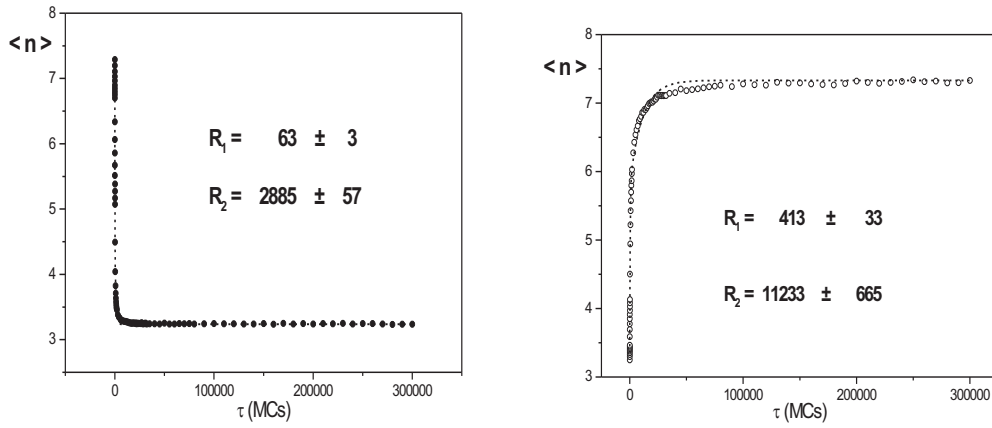 8
7
6
5
4
3
<n>
R₁ = 63 ± 3
R₂ = 2885 ± 57
0 100000 200000 300000
τ (MCs)
8
7
6
5
4
3
<n>
R₁ = 413 ± 33
R₂ = 11233 ± 665
0 100000 200000 300000
τ (MCs)